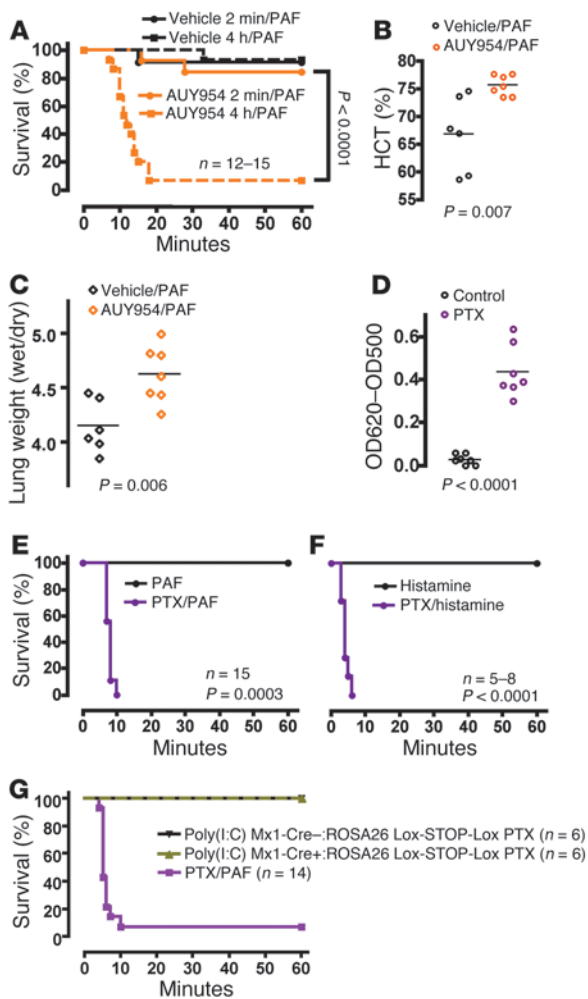 A
Vehicle 2 min/PAF
Vehicle 4 h/PAF
Survival (%)
100
80
60
40
20
0
AUY954 2 min/PAF
AUY954 4 h/PAF
n = 12–15
P < 0.0001
0 10 20 30 40 50 60
Minutes
B
Vehicle/PAF
AUY954/PAF
HCT (%)
80
75
70
65
60
55
P = 0.007
C
Vehicle/PAF
AUY954/PAF
Lung weight (wet/dry)
5.0
4.5
4.0
P = 0.006
D
Control
PTX
OD620–OD500
0.6
0.4
0.2
0.0
P < 0.0001
E
Survival (%)
100
80
60
40
20
0
PAF
PTX/PAF
n = 15
P = 0.0003
0 10 20 30 40 50 60
Minutes
F
100
80
60
40
20
0
Histamine
PTX/histamine
n = 5–8
P < 0.0001
0 10 20 30 40 50 60
Minutes
G
Survival (%)
100
80
60
40
20
0
Poly(I:C) Mx1-Cre–:ROSA26 Lox-STOP-Lox PTX (n = 6)
Poly(I:C) Mx1-Cre+:ROSA26 Lox-STOP-Lox PTX (n = 6)
PTX/PAF (n = 14)
0 10 20 30 40 50 60
Minutes